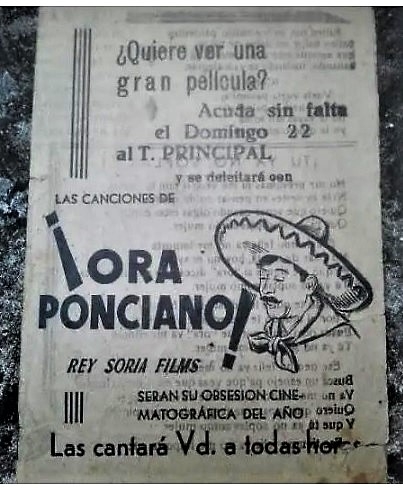 ¿Quiere ver una
gran película?
Acuda sin falta
el Domingo 22
al T. PRINCIPAL
y se deleitará con
LAS CANCIONES DE
¡ORA
PONCIANO!
REY SORIA FILMS
SERAN SU OBSESION CINE-
MATOGRÁFICA DEL AÑO
Las cantará Vd. a todas